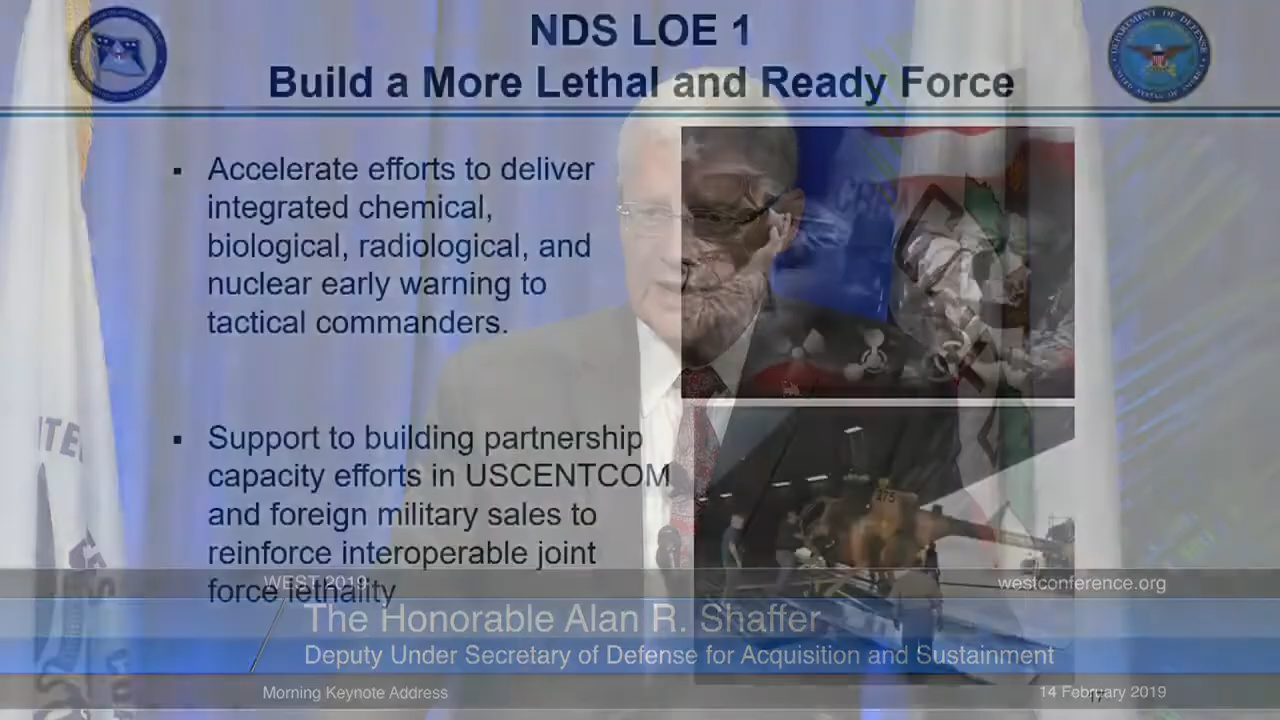 NDS LOE 1
Build a More Lethal and Ready Force
▪ Accelerate efforts to deliver
integrated chemical,
biological, radiological, and
nuclear early warning to
tactical commanders.
▪ Support to building partnership
capacity efforts in USCENTCOM
and foreign military sales to
reinforce interoperable joint
force lethality
275
WEST 2019
westconference.org
The Honorable Alan R. Shaffer
Deputy Under Secretary of Defense for Acquisition and Sustainment
Morning Keynote Address
14 February 2019
17